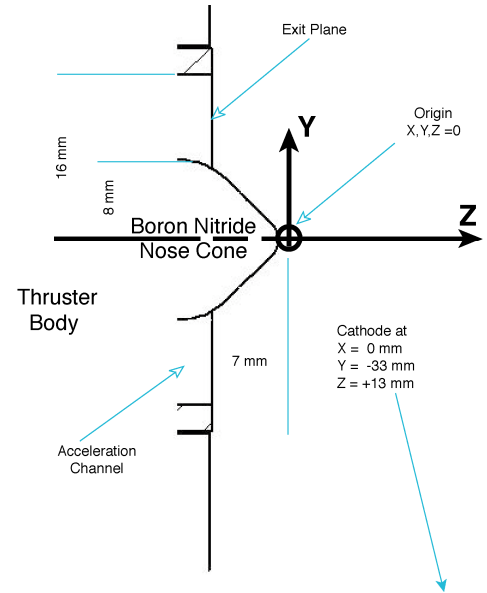 Exit Plane
Origin
X,Y,Z =0
Y
16 mm
8 mm
Z
Boron Nitride
Nose Cone
Thruster
Body
7 mm
Cathode at
X =  0 mm
Y =  -33 mm
Z = +13 mm
Acceleration
Channel